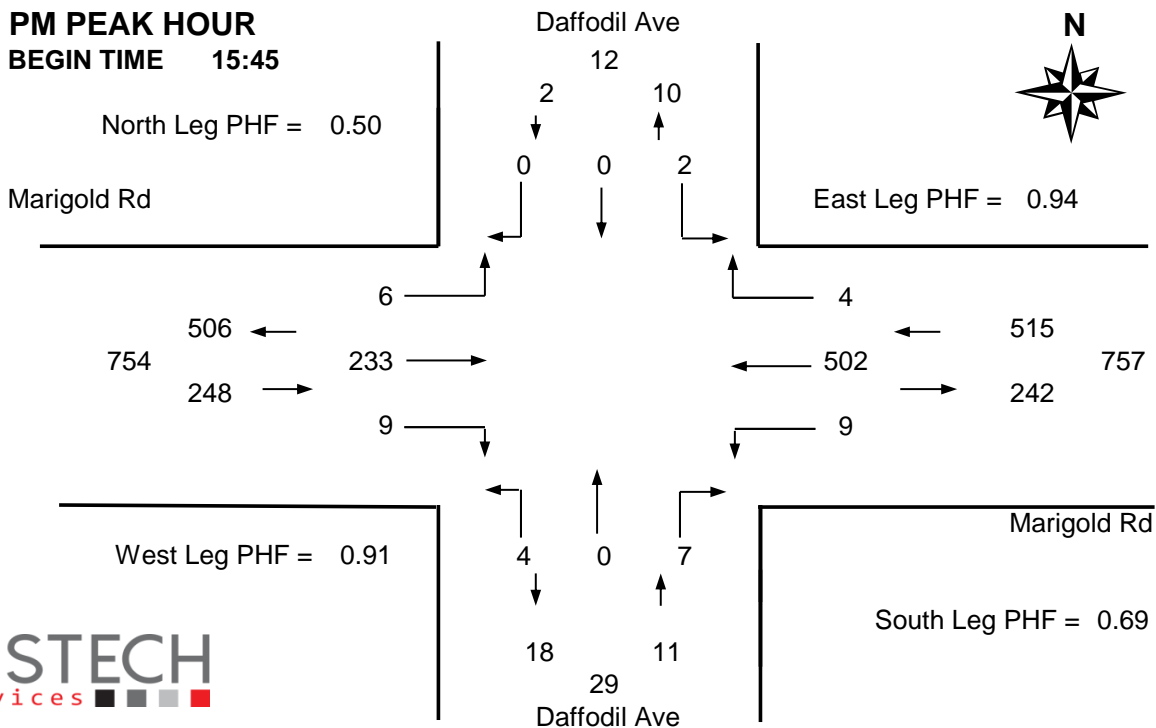 PM PEAK HOUR
BEGIN TIME 15:45
Daffodil Ave
12
N
2 10
North Leg PHF = 0.50
0 0 2
Marigold Rd
East Leg PHF = 0.94
6 4
506 515
754 233 502 757
248 242
9 9
Marigold Rd
West Leg PHF = 0.91
4 0 7
South Leg PHF = 0.69
18 11
STECH
vices
29
Daffodil Ave